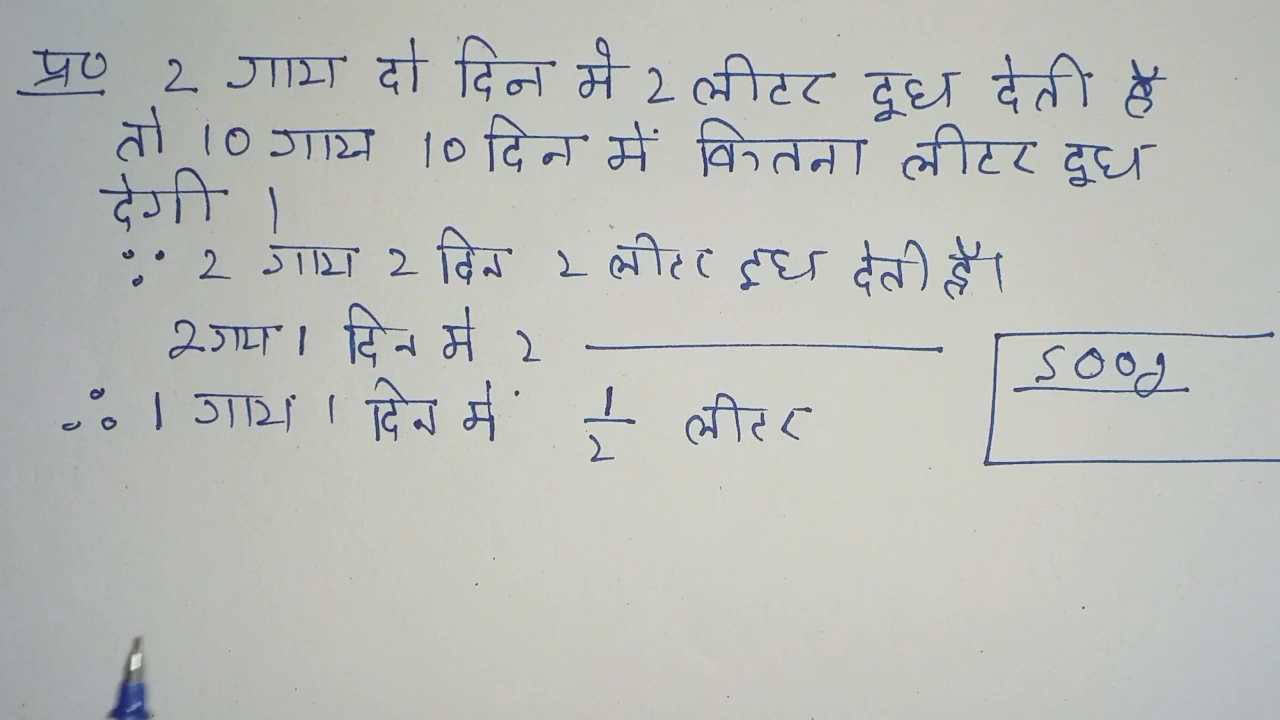 प्र० 2 गाय दो दिन मे 2 लीटर दूध देती है
तो 10 गाय 10 दिन में कितना लीटर दूध
देगी ।
∵ 2 गाय 2 दिन 2 लीटर दूध देती है।
2 गाय 1 दिन मे 2
500g
∴ 1 गाय 1 दिन में 1/2 लीटर